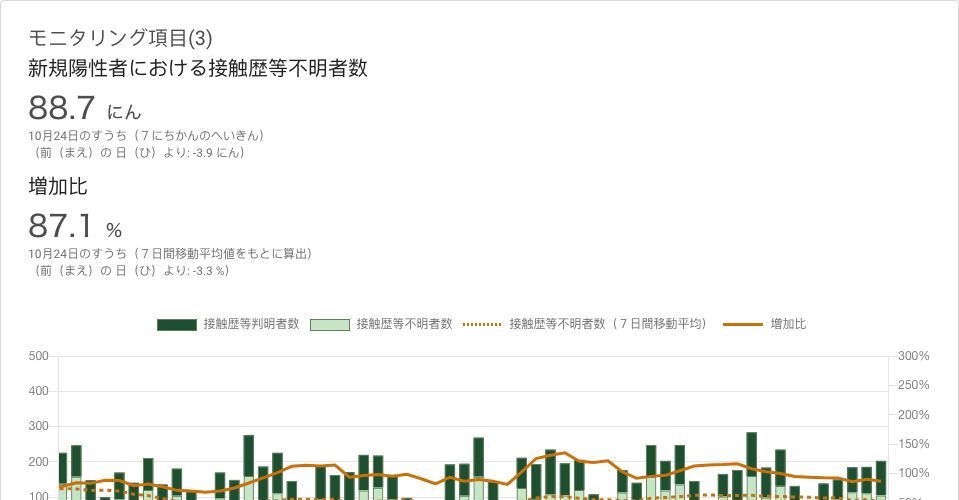 モニタリング項目(3)
新規陽性者における接触歴等不明者数
88.7 にん
10月24日のすうち（７にちかんのへいきん）
（前（まえ）の 日（ひ）より: -3.9 にん）
増加比
87.1 %
10月24日のすうち（７日間移動平均値をもとに算出）
（前（まえ）の 日（ひ）より: -3.3 %）
接触歴等判明者数 接触歴等不明者数 接触歴等不明者数（７日間移動平均） 増加比
500 300%
250%
400
200%
300
150%
200
100%
100